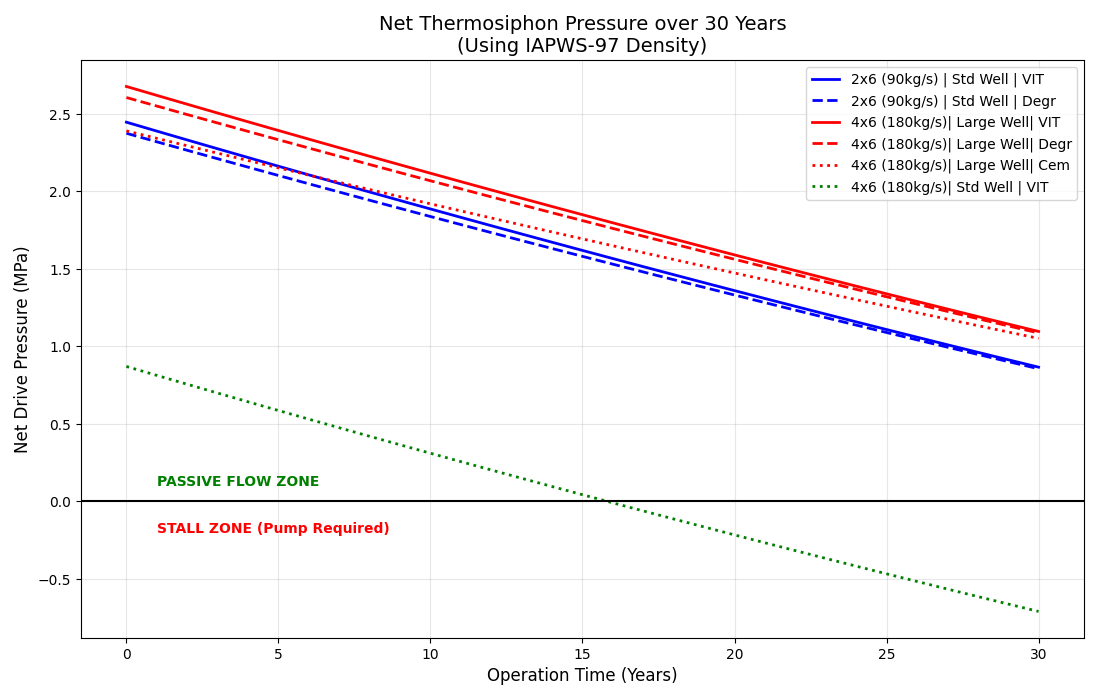 Net Thermosiphon Pressure over 30 Years
(Using IAPWS-97 Density)
Net Drive Pressure (MPa)
2.5
2.0
1.5
1.0
0.5
0.0
−0.5
2x6 (90kg/s) | Std Well | VIT
2x6 (90kg/s) | Std Well | Degr
4x6 (180kg/s)| Large Well| VIT
4x6 (180kg/s)| Large Well| Degr
4x6 (180kg/s)| Large Well| Cem
4x6 (180kg/s)| Std Well | VIT
PASSIVE FLOW ZONE
STALL ZONE (Pump Required)
0 5 10 15 20 25 30
Operation Time (Years)